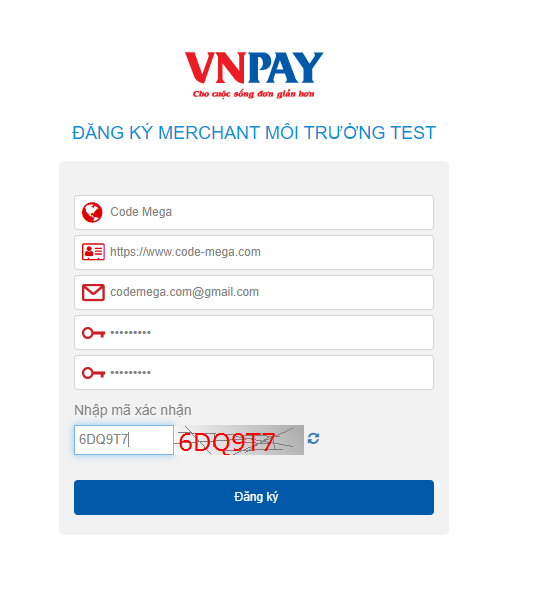 VNPAY
Cho cuộc sống đơn giản hơn
ĐĂNG KÝ MERCHANT MÔI TRƯỜNG TEST
Code Mega
https://www.code-mega.com
codemega.com@gmail.com
•••••••••
•••••••••
Nhập mã xác nhận
6DQ9T7 6DQ9T7
Đăng ký